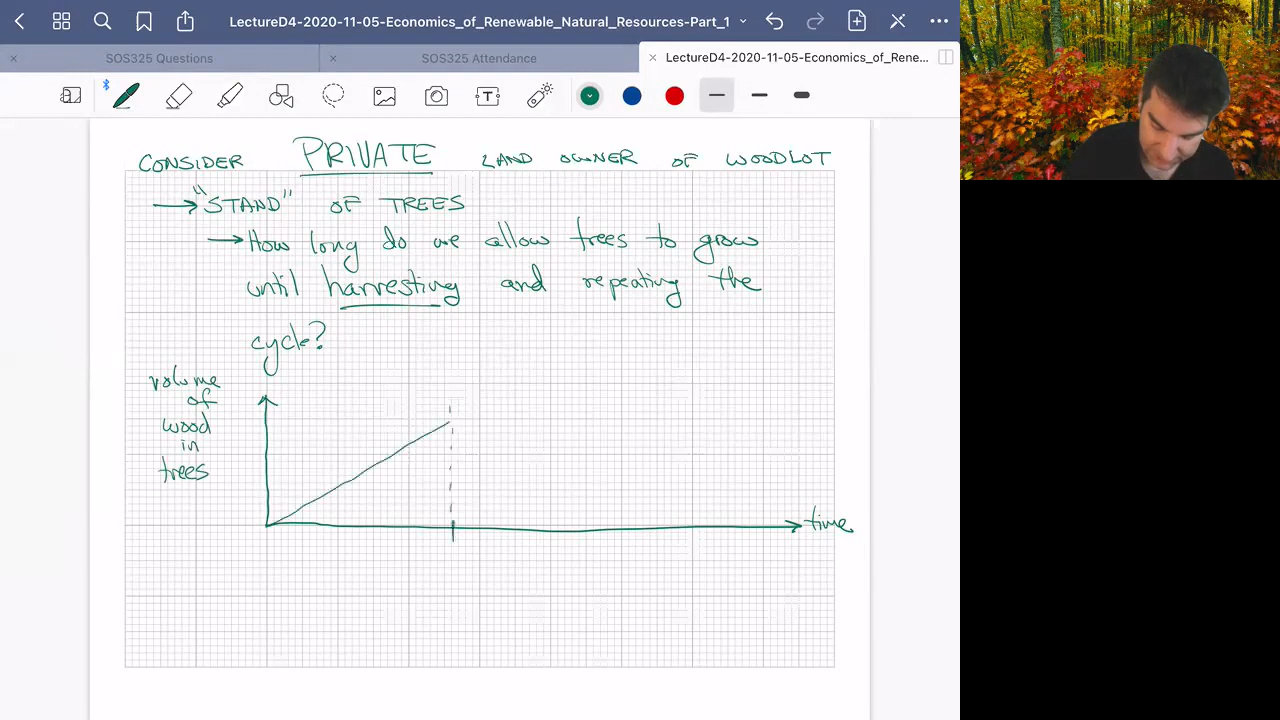 LectureD4-2020-11-05-Economics_of_Renewable_Natural_Resources-Part_1
SOS325 Questions
SOS325 Attendance
LectureD4-2020-11-05-Economics_of_Rene...
CONSIDER PRIVATE LAND OWNER OF WOODLOT
→ "STAND" OF TREES
→ How long do we allow trees to grow
until harvesting and repeating the
cycle?
volume
of
wood
in
trees
time